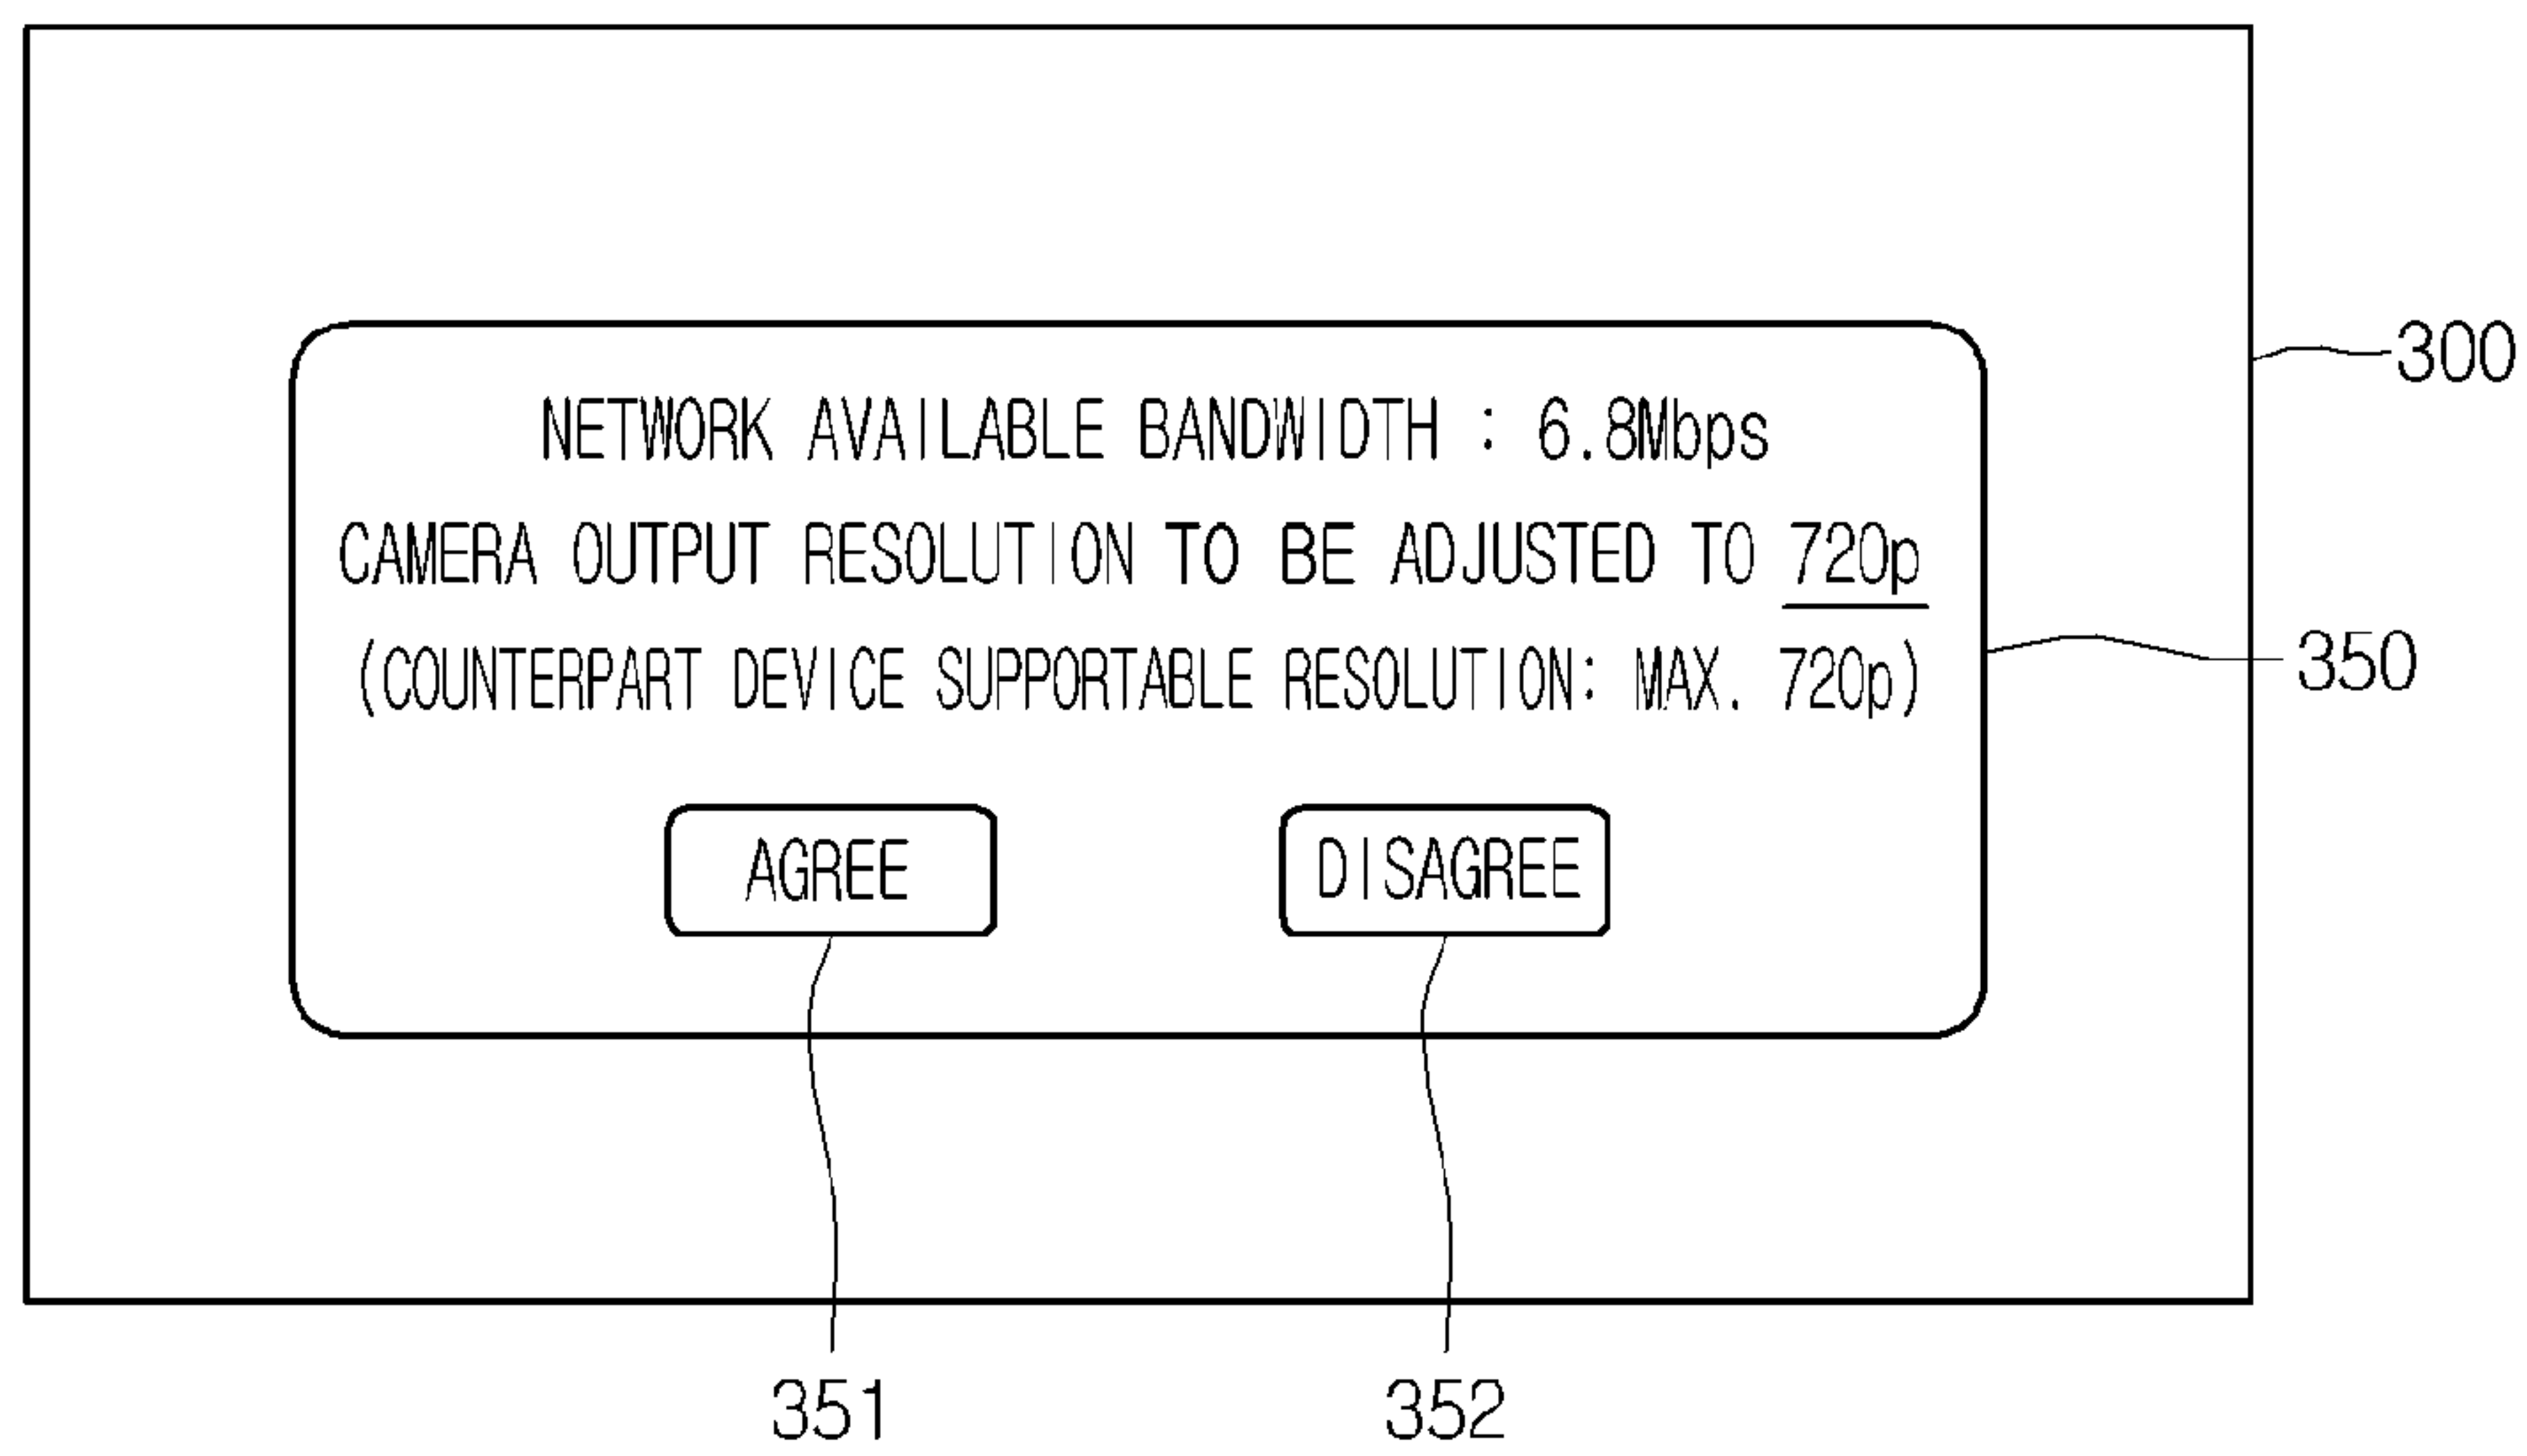 300
NETWORK AVAILABLE BANDWIDTH : 6.8Mbps
CAMERA OUTPUT RESOLUTION TO BE ADJUSTED TO 720p
(COUNTERPART DEVICE SUPPORTABLE RESOLUTION: MAX. 720p)
350
AGREE
DISAGREE
351
352